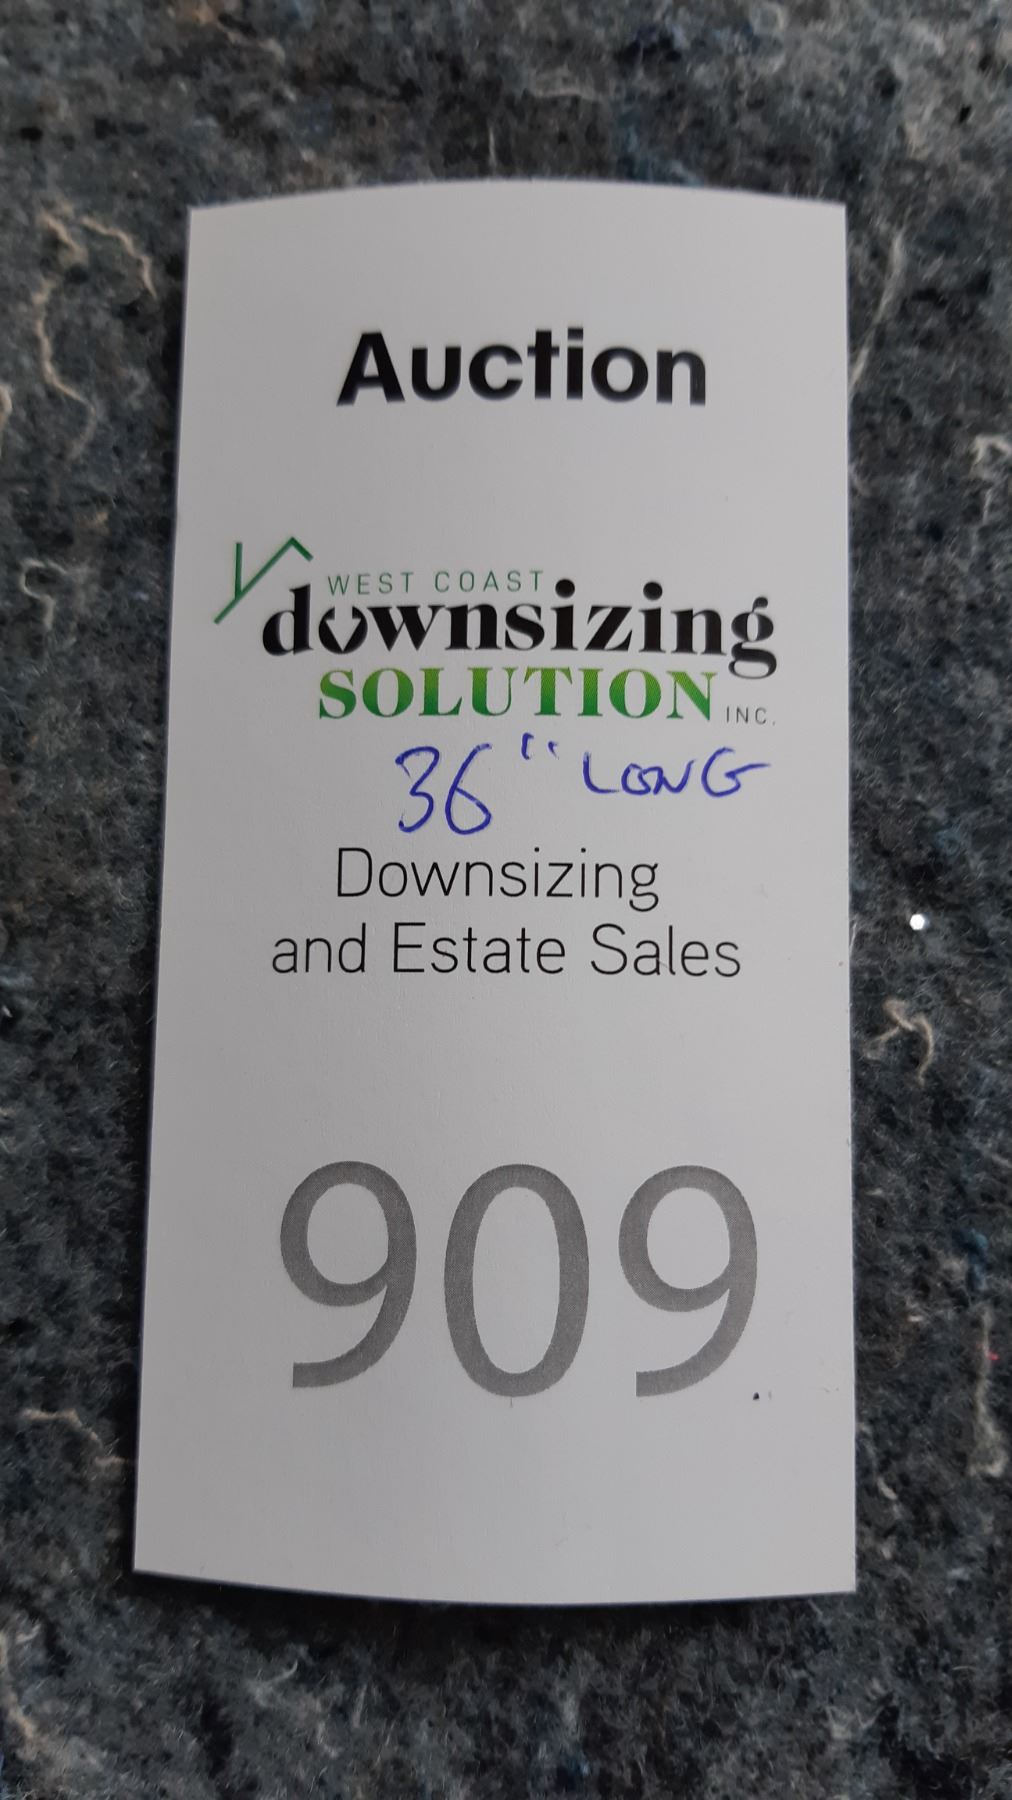 Auction
WEST COAST
downsizing
SOLUTION INC.
36" LONG
Downsizing
and Estate Sales
909